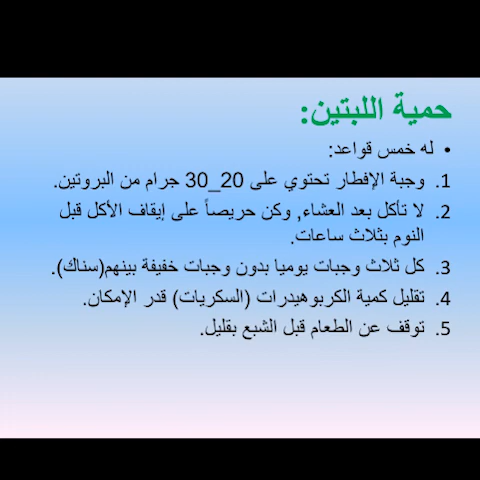 حمية اللبتين:
• له خمس قواعد:
1. وجبة الإفطار تحتوي على 20_30 جرام من البروتين.
2. لا تأكل بعد العشاء, وكن حريصاً على إيقاف الأكل قبل
النوم بثلاث ساعات.
3. كل ثلاث وجبات يوميا بدون وجبات خفيفة بينهم(سناك).
4. تقليل كمية الكربوهيدرات (السكريات) قدر الإمكان.
5. توقف عن الطعام قبل الشبع بقليل.